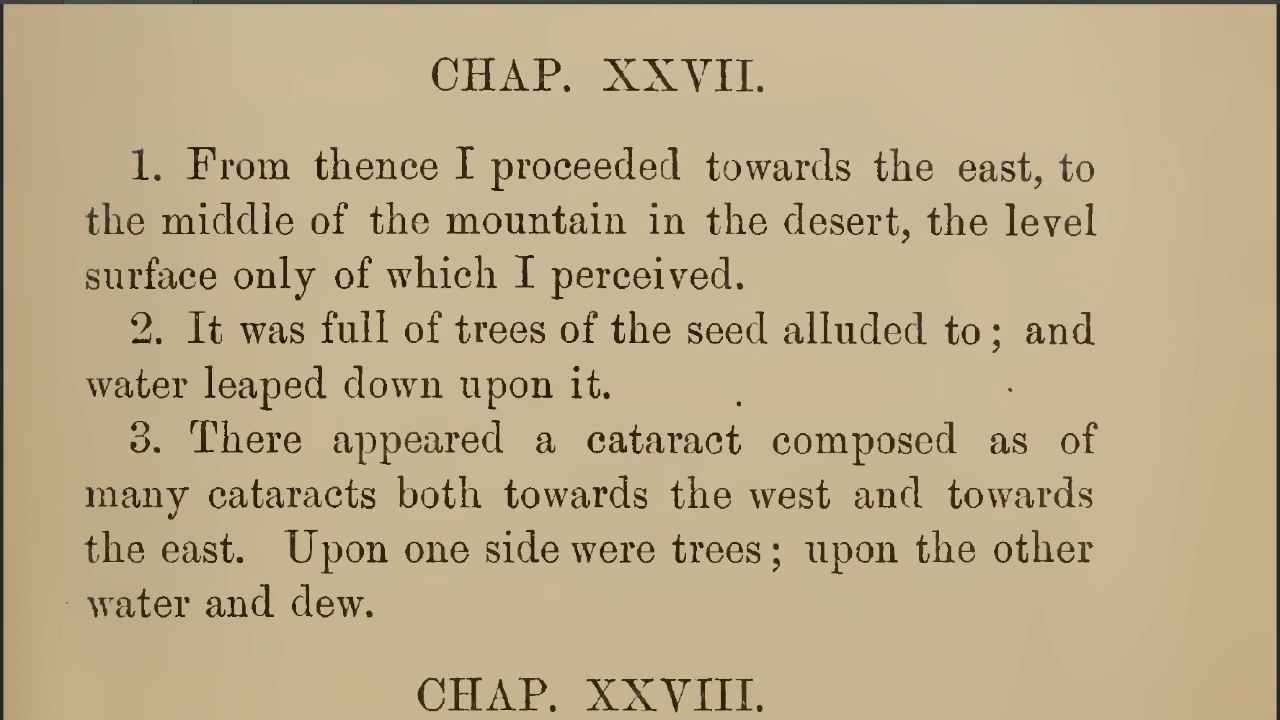 CHAP. XXVII.
1. From thence I proceeded towards the east, to
the middle of the mountain in the desert, the level
surface only of which I perceived.
2. It was full of trees of the seed alluded to; and
water leaped down upon it.
3. There appeared a cataract composed as of
many cataracts both towards the west and towards
the east. Upon one side were trees; upon the other
water and dew.
CHAP. XXVIII.